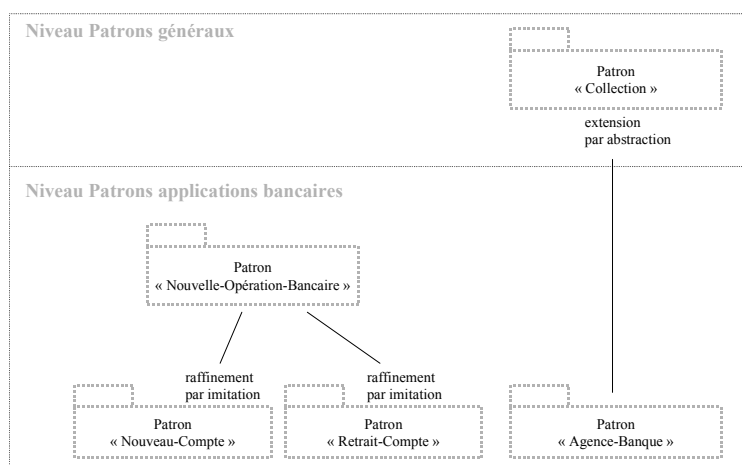 Niveau Patrons généraux
Patron
« Collection »
extension
par abstraction
Niveau Patrons applications bancaires
Patron
« Nouvelle-Opération-Bancaire »
raffinement
par imitation
raffinement
par imitation
Patron
« Nouveau-Compte »
Patron
« Retrait-Compte »
Patron
« Agence-Banque »